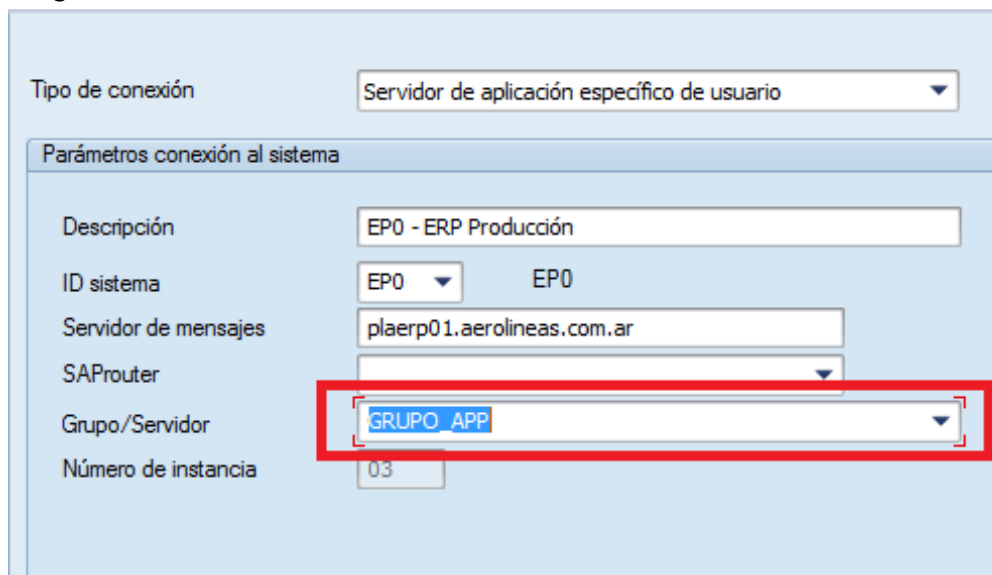 Tipo de conexión Servidor de aplicación específico de usuario
Parámetros conexión al sistema
Descripción EP0 - ERP Producción
ID sistema EP0 EP0
Servidor de mensajes plaerp01.aerolineas.com.ar
SAProuter
Grupo/Servidor GRUPO_APP
Número de instancia 03